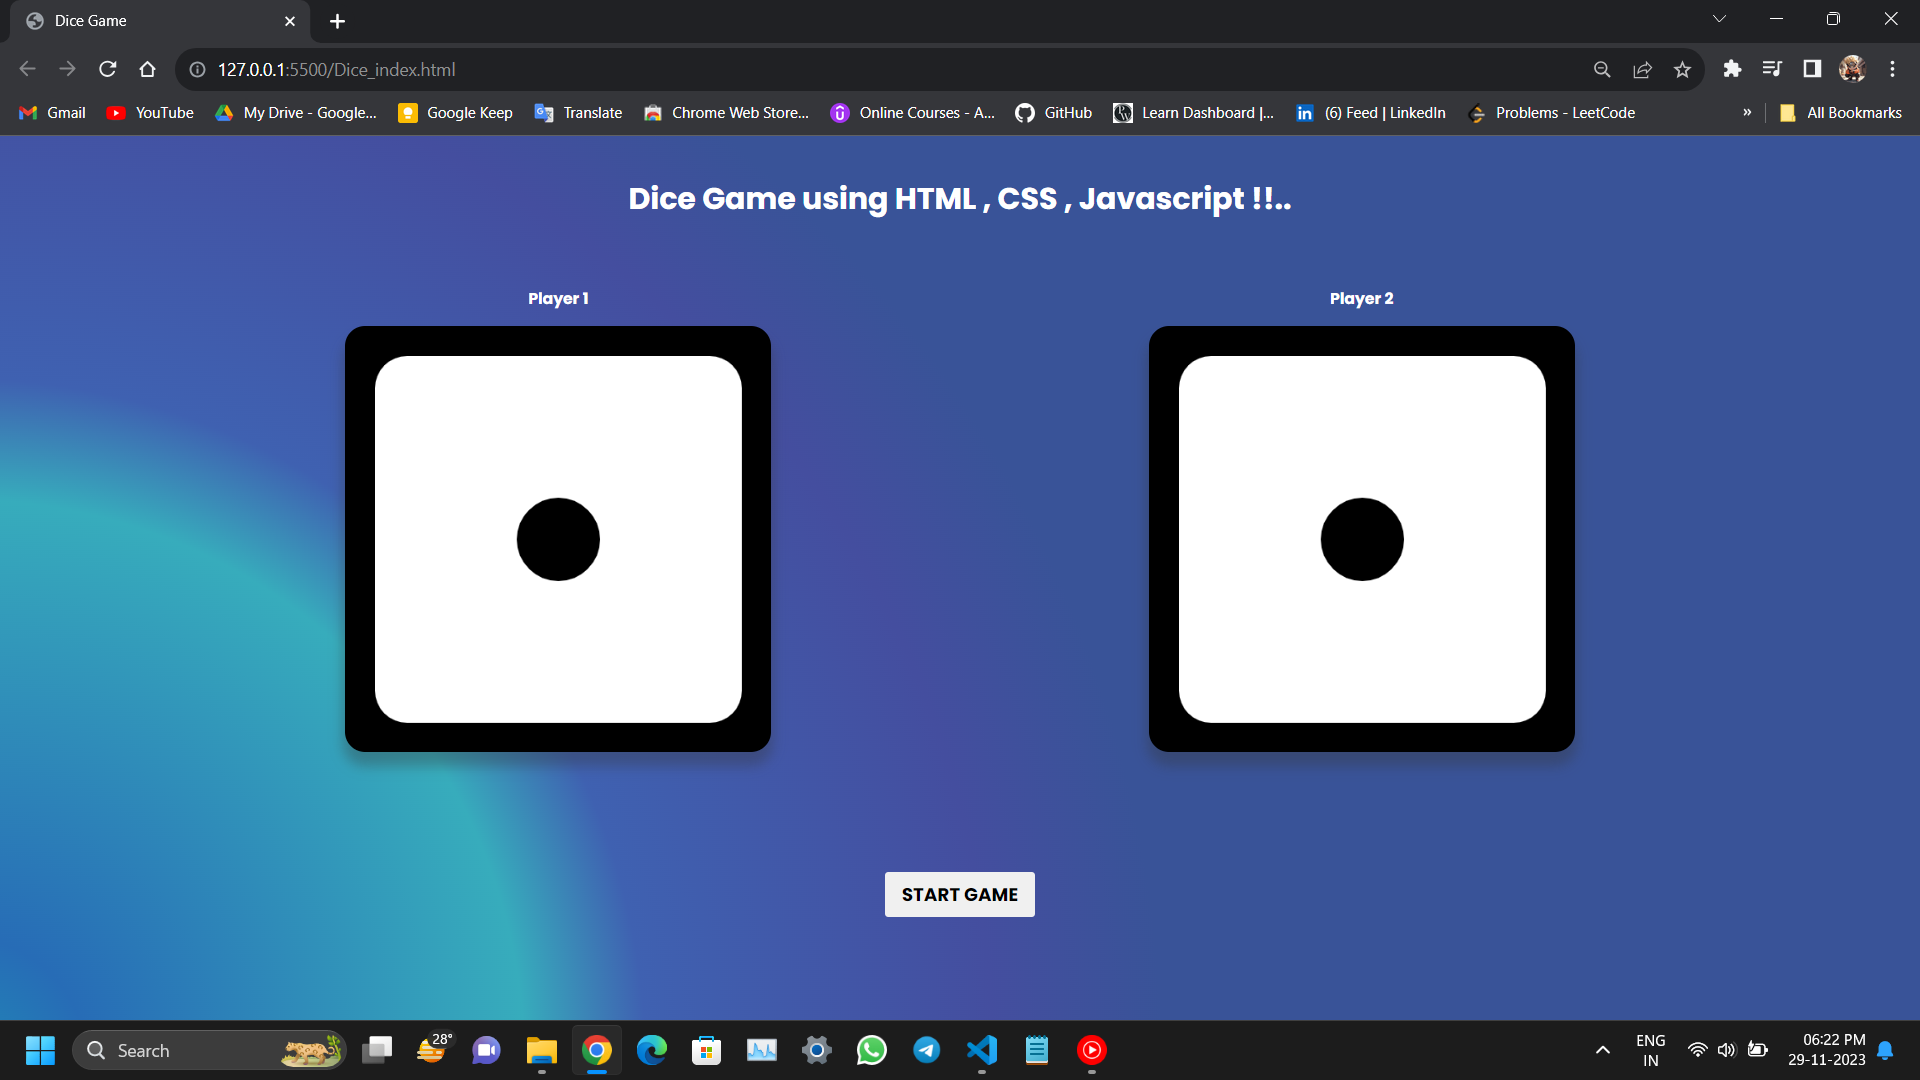 Dice Game
127.0.0.1:5500/Dice_index.html
Gmail YouTube My Drive - Google... Google Keep Translate Chrome Web Store... Online Courses - A... GitHub Learn Dashboard |... (6) Feed | LinkedIn Problems - LeetCode » All Bookmarks
Dice Game using HTML , CSS , Javascript !!..
Player 1 Player 2
START GAME
Search 28° ENG 06:22 PM
IN 29-11-2023